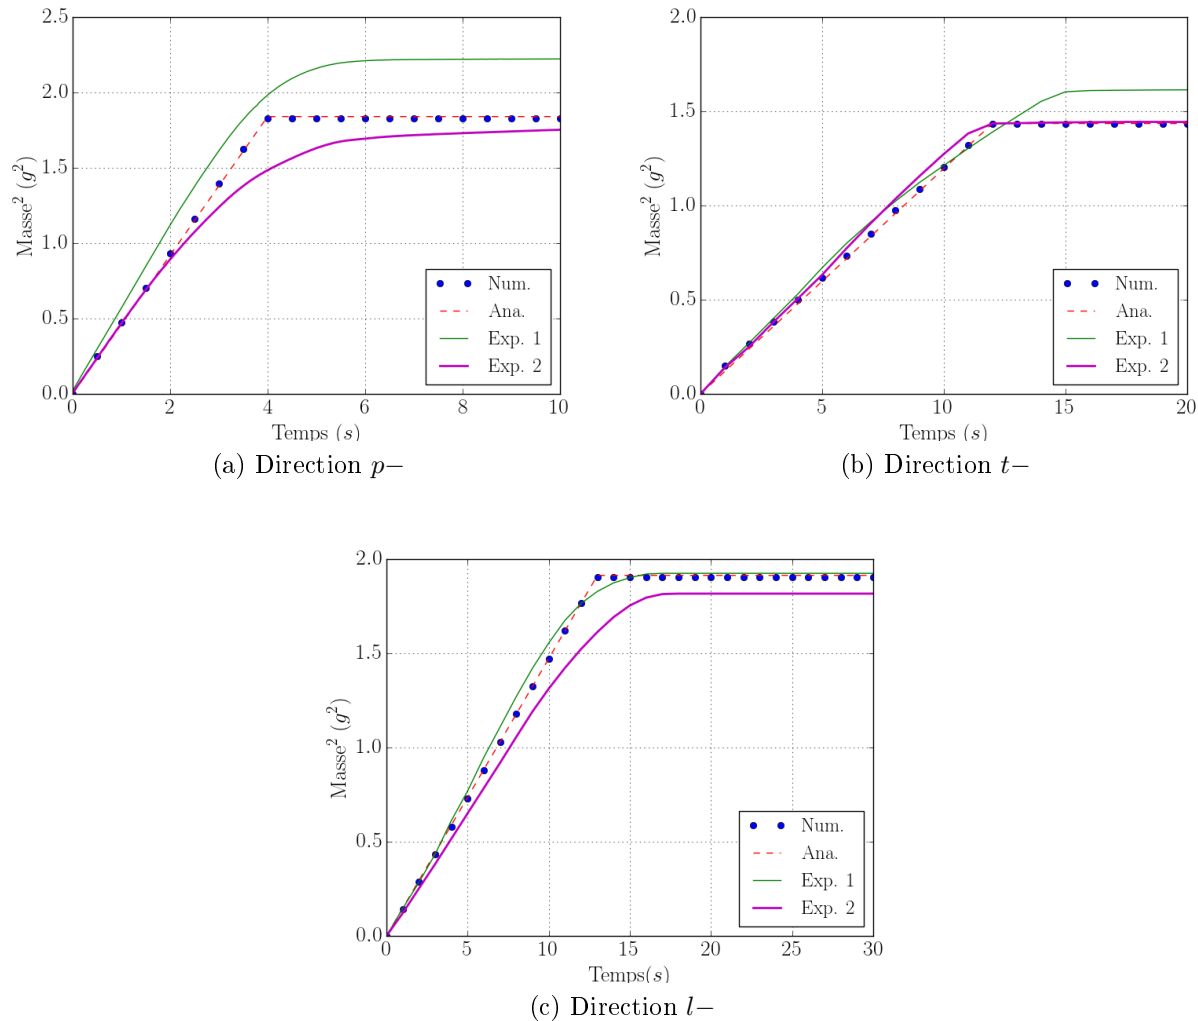 2.5
2.0
1.5
1.0
0.5
0.0
Masse² (g²)
0 2 4 6 8 10
Temps (s)
Num.
Ana.
Exp. 1
Exp. 2
(a) Direction p−
2.0
1.5
1.0
0.5
0.0
Masse² (g²)
0 5 10 15 20
Temps (s)
Num.
Ana.
Exp. 1
Exp. 2
(b) Direction t−
2.0
1.5
1.0
0.5
0.0
Masse² (g²)
0 5 10 15 20 25 30
Temps(s)
Num.
Ana.
Exp. 1
Exp. 2
(c) Direction l−